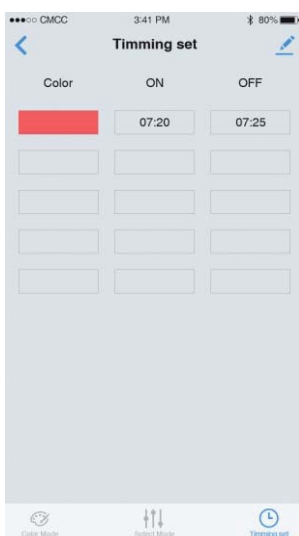 CMCC 3:41 PM 80%
Timming set
Color ON OFF
07:20 07:25
Color Mode Select Mode Timming set